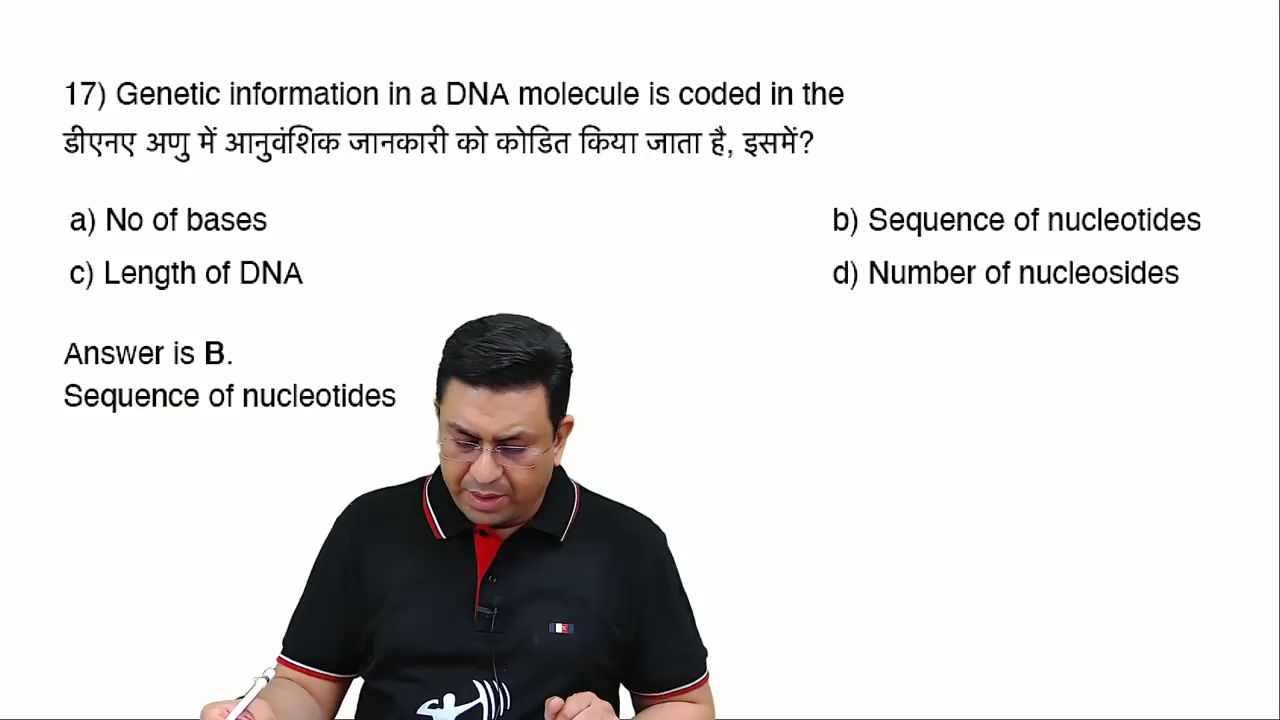 17) Genetic information in a DNA molecule is coded in the
डीएनए अणु में आनुवंशिक जानकारी को कोडित किया जाता है, इसमें?
a) No of bases
b) Sequence of nucleotides
c) Length of DNA
d) Number of nucleosides
Answer is B.
Sequence of nucleotides